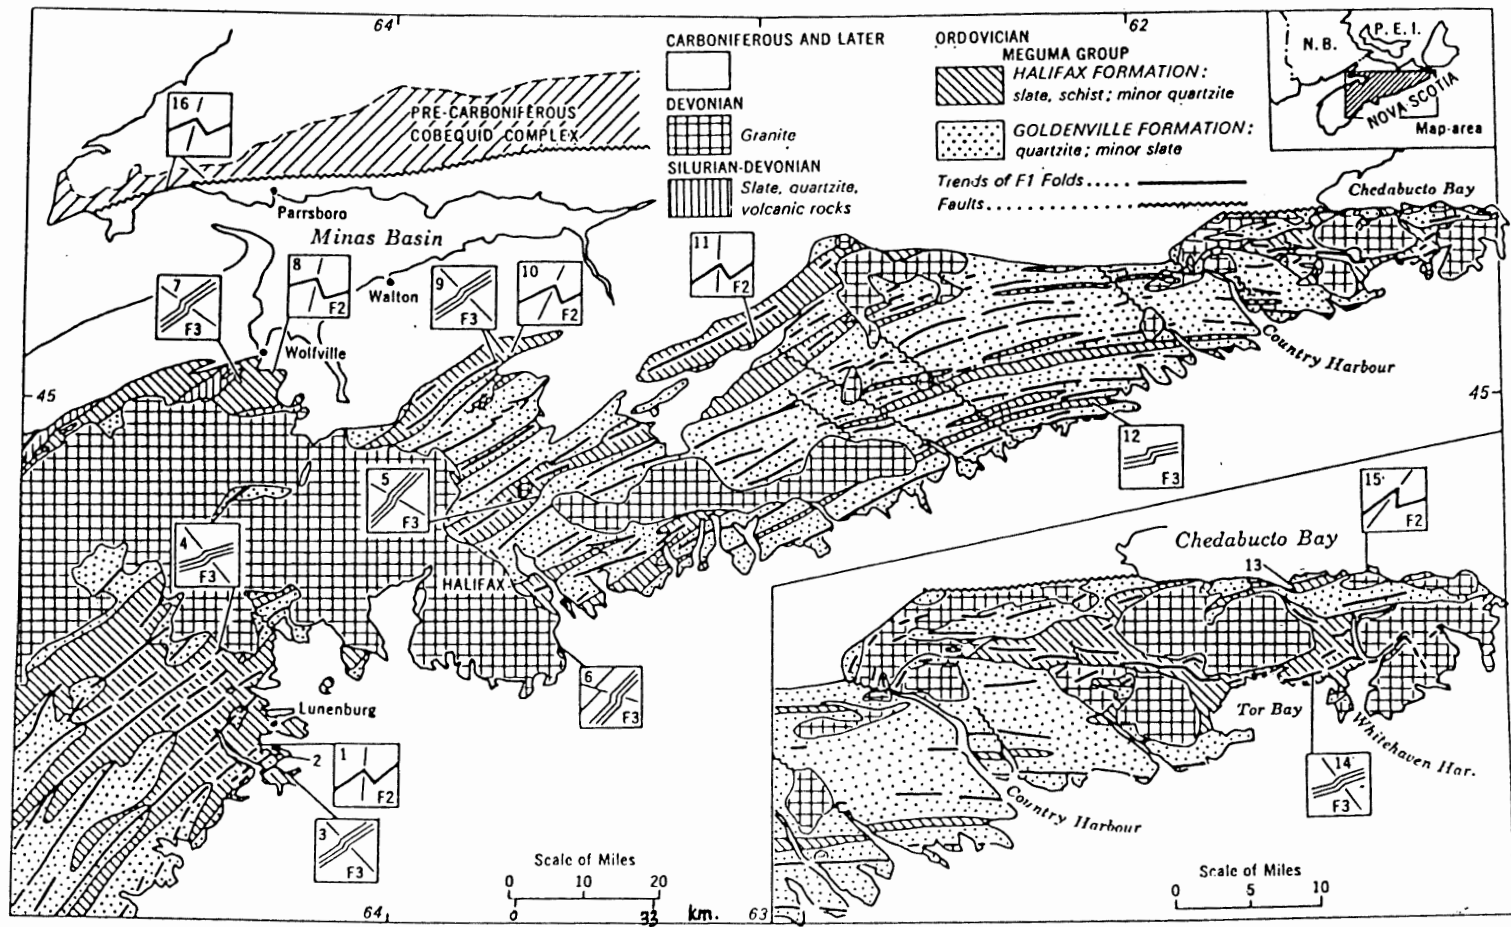 64
62
CARBONIFEROUS AND LATER
DEVONIAN
Granite
SILURIAN-DEVONIAN
Slate, quartzite,
volcanic rocks
ORDOVICIAN
MEGUMA GROUP
HALIFAX FORMATION:
slate, schist; minor quartzite
GOLDENVILLE FORMATION:
quartzite; minor slate
Trends of F1 Folds.....
Faults
N.B.
P.E.I.
NOVA SCOTIA
Map-area
16
PRE-CARBONIFEROUS
COBEQUID COMPLEX
Parrsboro
Minas Basin
Chedabucto Bay
7
F3
8
F2
Walton
9
F3
10
F2
11
F2
Wolfville
Country Harbour
45
45
12
F3
5
F3
4
F3
HALIFAX
6
F3
Lunenburg
2
1
F2
3
F3
15
F2
Chedabucto Bay
13
Tor Bay
Whitehaven Har.
14
F3
Country Harbour
Scale of Miles
0 10 20
0 33 km.
Scale of Miles
0 5 10
64
63